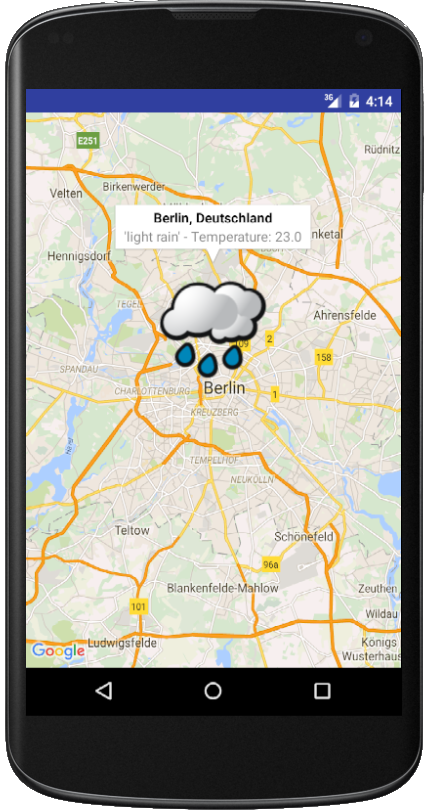 3G 4:14
E251
Rüdnitz
Velten
Birkenwerder
Berlin, Deutschland
'light rain' - Temperature: 23.0
nketal
Hennigsdorf
TEGEL
Ahrensfelde
109
2
158
SPANDAU
CHARLOTTENBURG
Berlin
1
KREUZBERG
Havel
TEMPELHOF
NEUKÖLLN
Teltow
Schönefeld
96a
Blankenfelde-Mahlow
Zeuthen
101
Wildau
Google
Ludwigsfelde
Königs
Wusterhaus